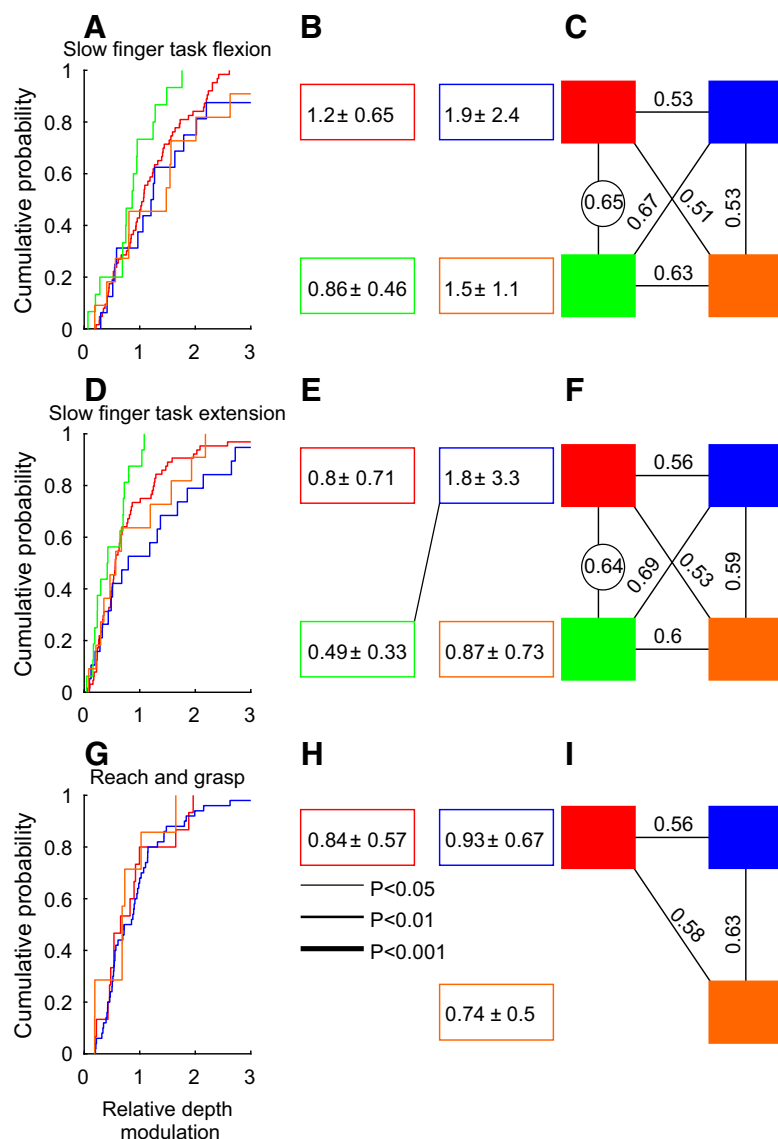 A
B
C
Slow finger task flexion
Cumulative probability
1
0.8
0.6
0.4
0.2
0
0 1 2 3
1.2± 0.65
1.9± 2.4
0.86± 0.46
1.5± 1.1
0.53
0.65
0.67
0.51
0.53
0.63
D
E
F
Slow finger task extension
Cumulative probability
1
0.8
0.6
0.4
0.2
0
0 1 2 3
0.8± 0.71
1.8± 3.3
0.49± 0.33
0.87± 0.73
0.56
0.64
0.69
0.53
0.59
0.6
G
H
I
Reach and grasp
Cumulative probability
1
0.8
0.6
0.4
0.2
0
0 1 2 3
Relative depth
modulation
0.84 ± 0.57
0.93± 0.67
P<0.05
P<0.01
P<0.001
0.74 ± 0.5
0.56
0.58
0.63